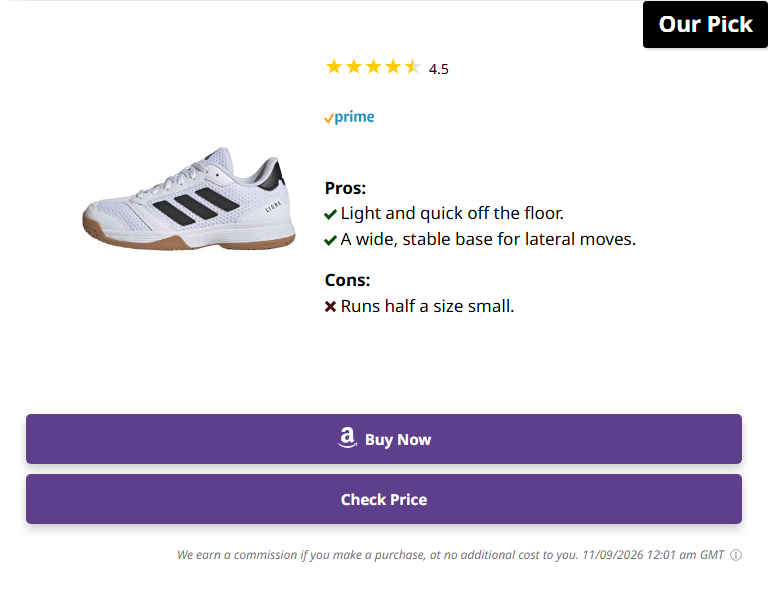 Our Pick
4.5
prime
LIGRA
Pros:
Light and quick off the floor.
A wide, stable base for lateral moves.
Cons:
Runs half a size small.
Buy Now
Check Price
We earn a commission if you make a purchase, at no additional cost to you. 11/09/2026 12:01 am GMT